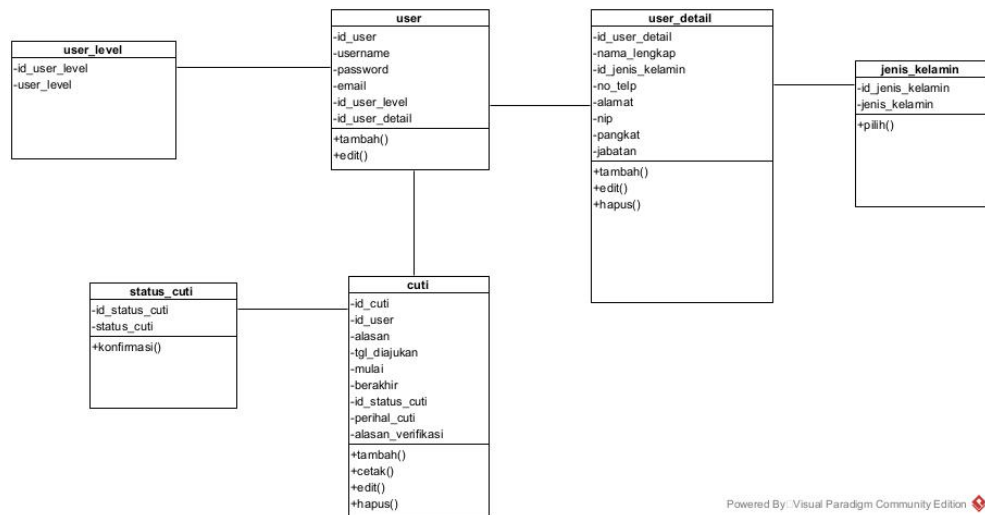 user_level
-id_user_level
-user_level
user
-id_user
-username
-password
-email
-id_user_level
-id_user_detail
+tambah()
+edit()
user_detail
-id_user_detail
-nama_lengkap
-id_jenis_kelamin
-no_telp
-alamat
-nip
-pangkat
-jabatan
+tambah()
+edit()
+hapus()
jenis_kelamin
-id_jenis_kelamin
-jenis_kelamin
+pilih()
status_cuti
-id_status_cuti
-status_cuti
+konfirmasi()
cuti
-id_cuti
-id_user
-alasan
-tgl_diajukan
-mulai
-berakhir
-id_status_cuti
-perihal_cuti
-alasan_verifikasi
+tambah()
+cetak()
+edit()
+hapus()
Powered By Visual Paradigm Community Edition